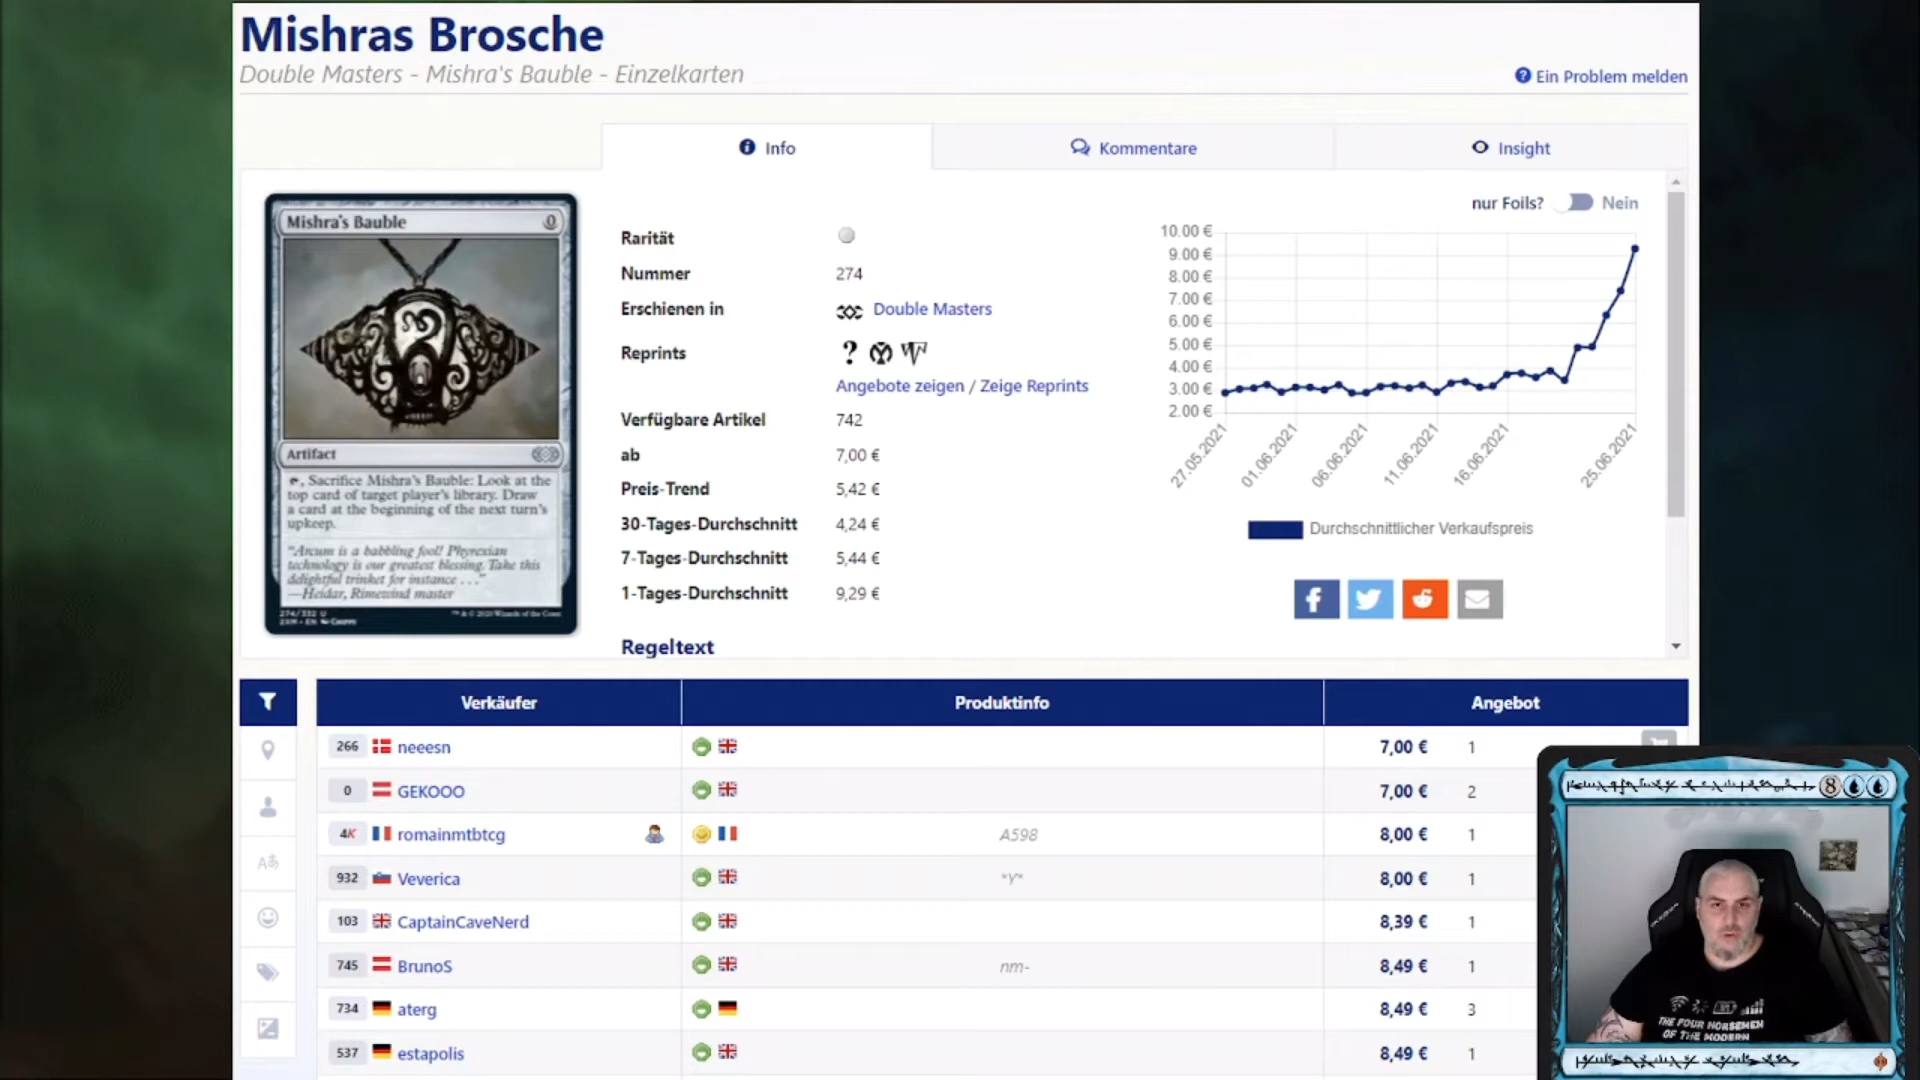 Mishras Brosche
Double Masters - Mishra's Bauble - Einzelkarten
Ein Problem melden
Info
Kommentare
Insight
Mishra's Bauble 0
Artifact
, Sacrifice Mishra's Bauble: Look at the
top card of target player's library. Draw
a card at the beginning of the next turn's
upkeep.
"Arcum is a babbling fool! Phyrexian
technology is our greatest blessing. Take this
delightful trinket for instance . . ."
—Heidar, Rimewind master
274/332 U
Rarität
Nummer 274
Erschienen in Double Masters
Reprints
Angebote zeigen / Zeige Reprints
Verfügbare Artikel 742
ab 7,00 €
Preis-Trend 5,42 €
30-Tages-Durchschnitt 4,24 €
7-Tages-Durchschnitt 5,44 €
1-Tages-Durchschnitt 9,29 €
Regeltext
nur Foils? Nein
10.00 €
9.00 €
8.00 €
7.00 €
6.00 €
5.00 €
4.00 €
3.00 €
2.00 €
27.05.2021
01.06.2021
06.06.2021
11.06.2021
16.06.2021
25.06.2021
Durchschnittlicher Verkaufspreis
Verkäufer Produktinfo Angebot
266 neeesn 7,00 € 1
0 GEKOOO 7,00 € 2
4K romainmtbtcg A598 8,00 € 1
932 Veverica *Y* 8,00 € 1
103 CaptainCaveNerd 8,39 € 1
745 BrunoS nm- 8,49 € 1
734 aterg 8,49 € 3
537 estapolis 8,49 € 1
8
THE FOUR HORSEMEN
OF THE MODERN